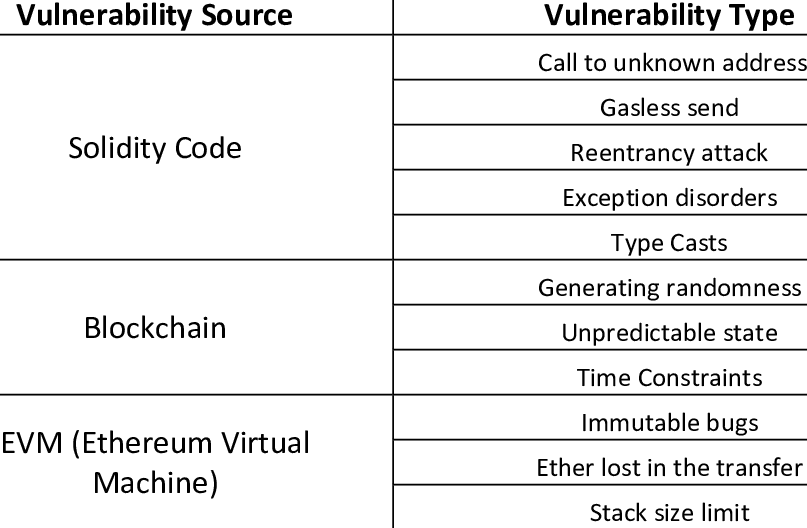 Vulnerability Source
Vulnerability Type
Solidity Code
Call to unknown address
Gasless send
Reentrancy attack
Exception disorders
Type Casts
Blockchain
Generating randomness
Unpredictable state
Time Constraints
EVM (Ethereum Virtual
Machine)
Immutable bugs
Ether lost in the transfer
Stack size limit